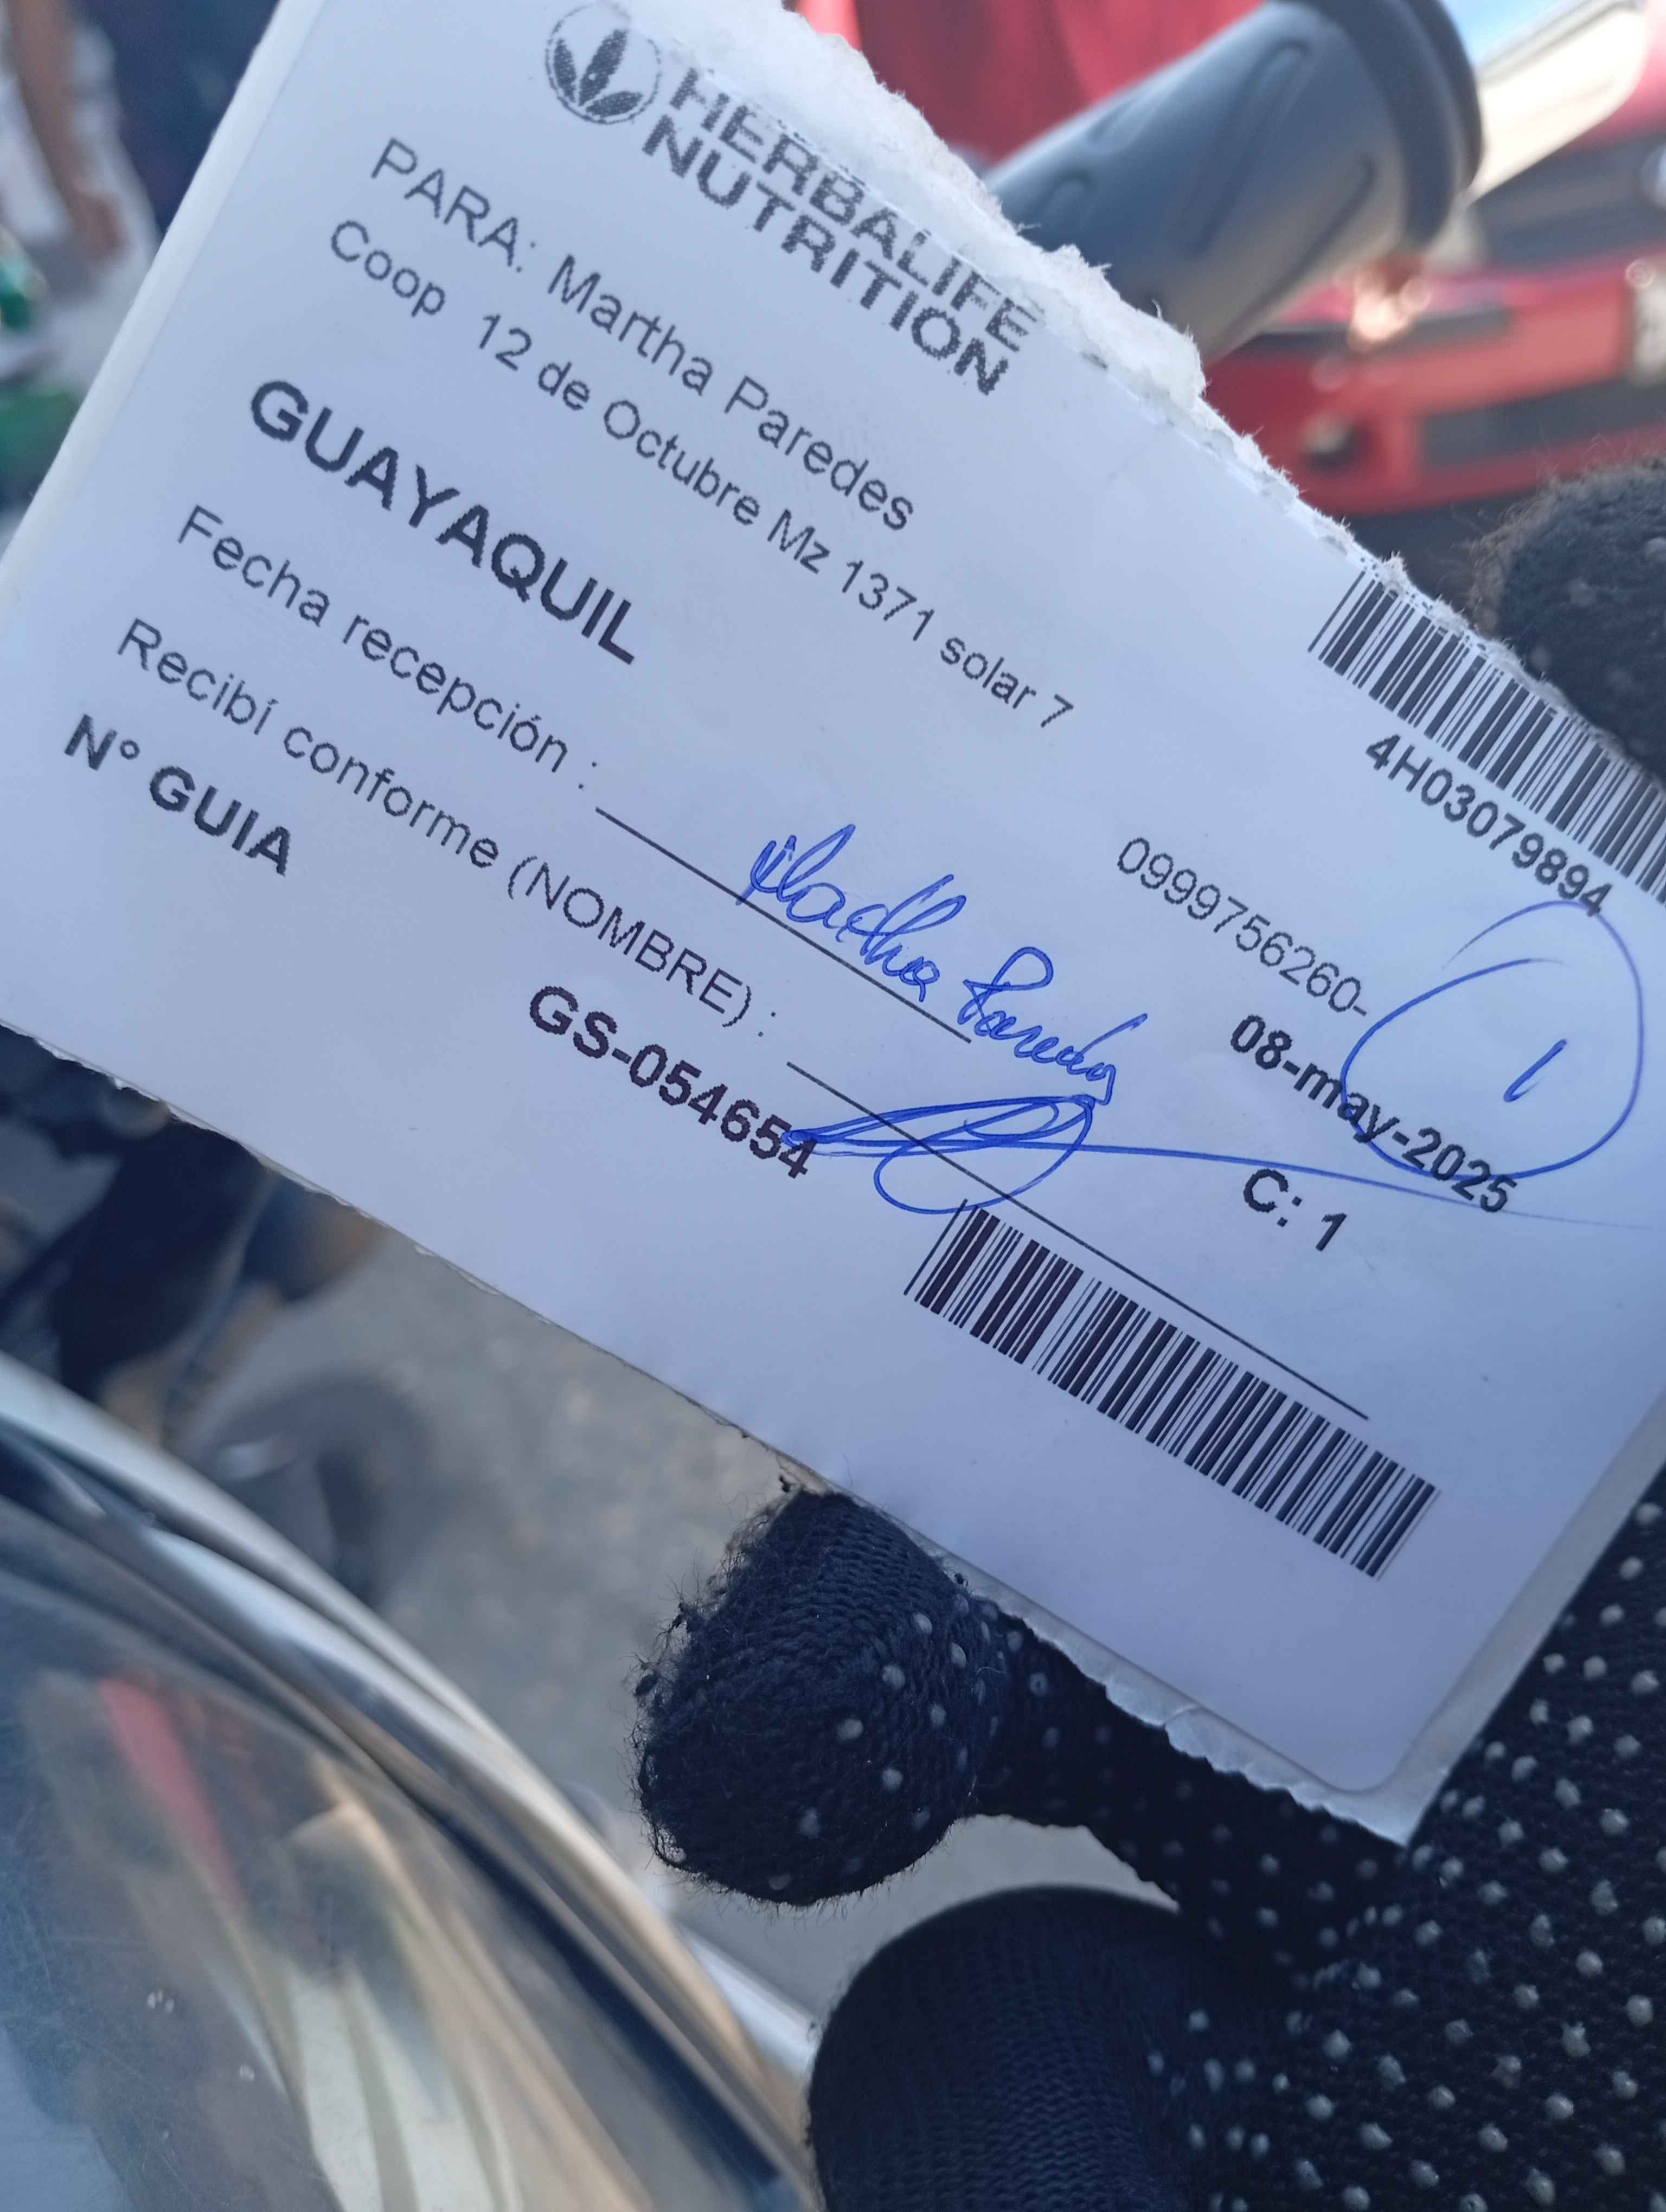 HERBALIFE
NUTRITION
4H03079894
PARA: Martha Paredes
Coop 12 de Octubre Mz 1371 solar 7
0999756260-
1
GUAYAQUIL
08-may-2025
Fecha recepción :
Martha Paredes
C: 1
Recibí conforme (NOMBRE) :
N° GUIA
GS-054654